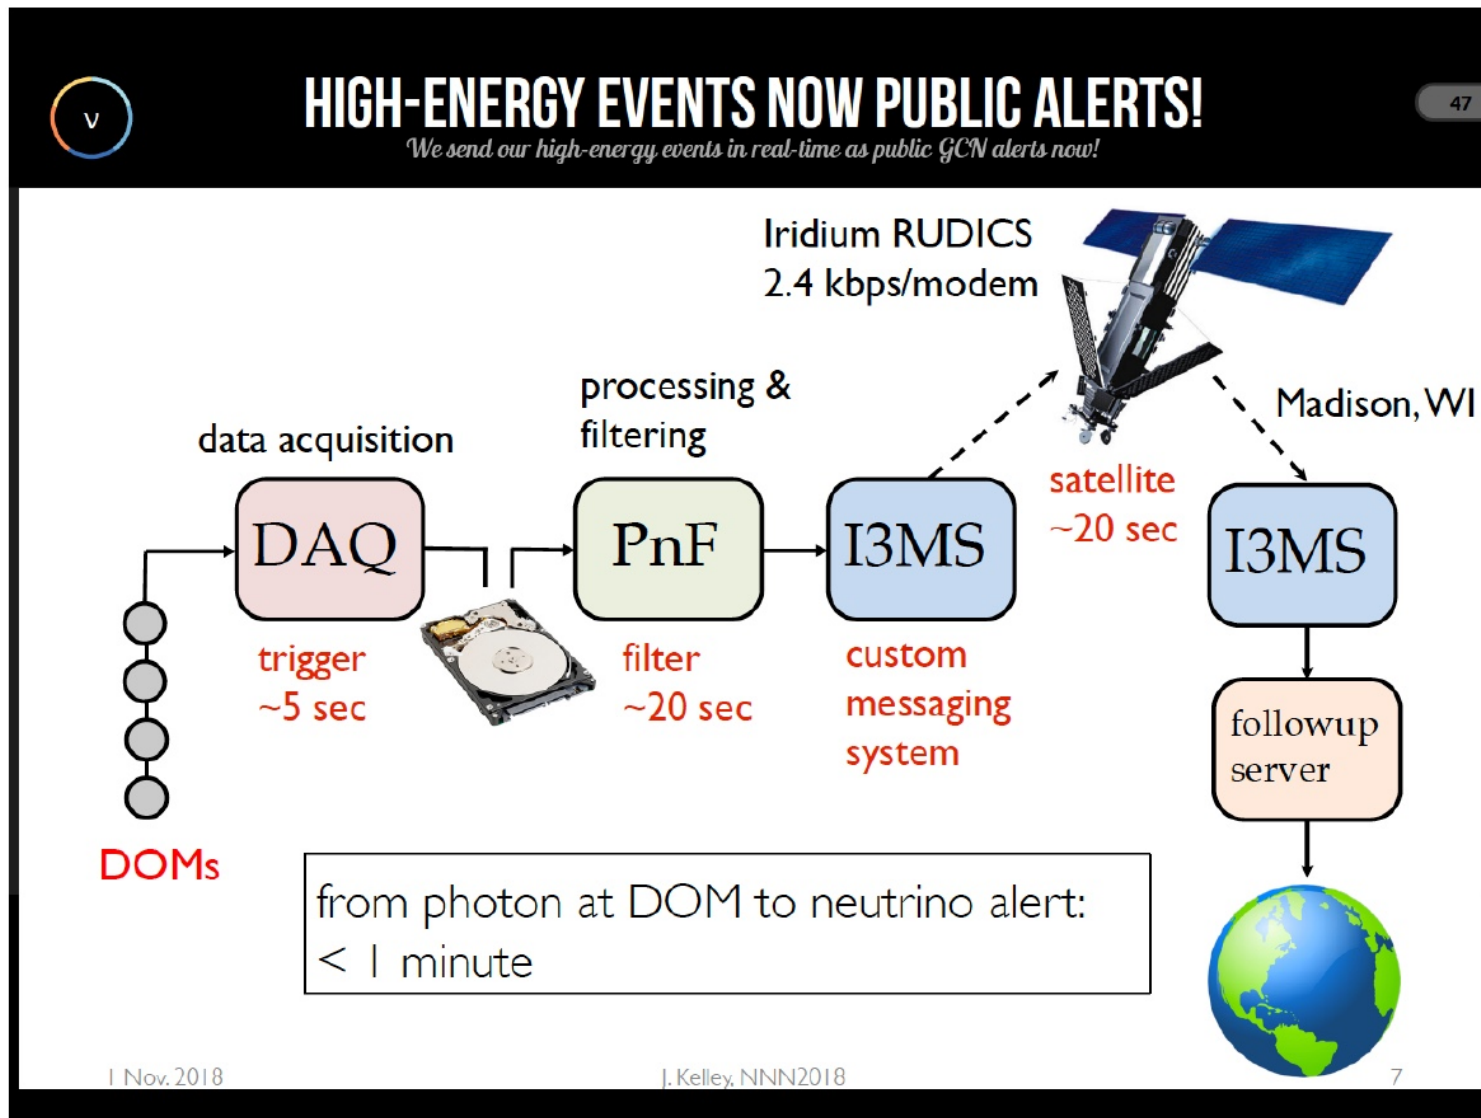 ν
HIGH-ENERGY EVENTS NOW PUBLIC ALERTS!
47
We send our high-energy events in real-time as public GCN alerts now!
Iridium RUDICS
2.4 kbps/modem
processing &
filtering
Madison, WI
data acquisition
satellite
~20 sec
DAQ
PnF
I3MS
I3MS
trigger
~5 sec
filter
~20 sec
custom
messaging
system
followup
server
DOMs
from photon at DOM to neutrino alert:
< 1 minute
1 Nov. 2018
J. Kelley, NNN2018
7